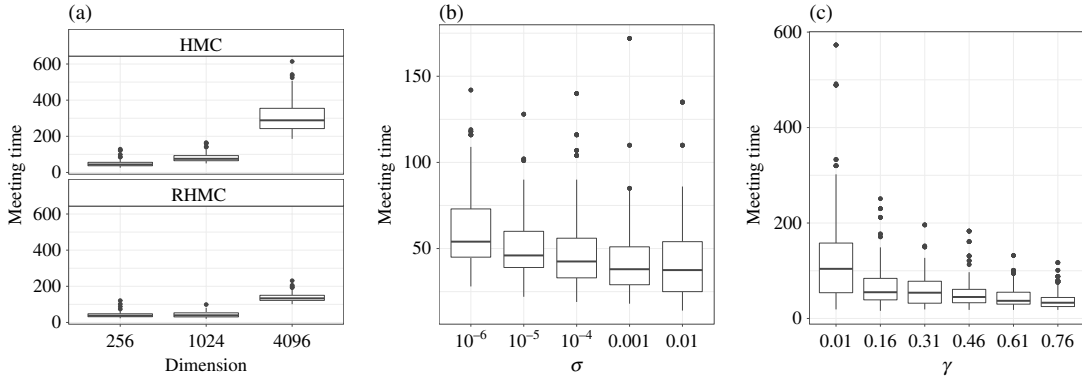 (a)
HMC
600
400
200
0
RHMC
600
400
200
0
256 1024 4096
Dimension
Meeting time
(b)
150
100
50
10⁻⁶ 10⁻⁵ 10⁻⁴ 0.001 0.01
σ
Meeting time
(c)
600
400
200
0
0.01 0.16 0.31 0.46 0.61 0.76
γ
Meeting time